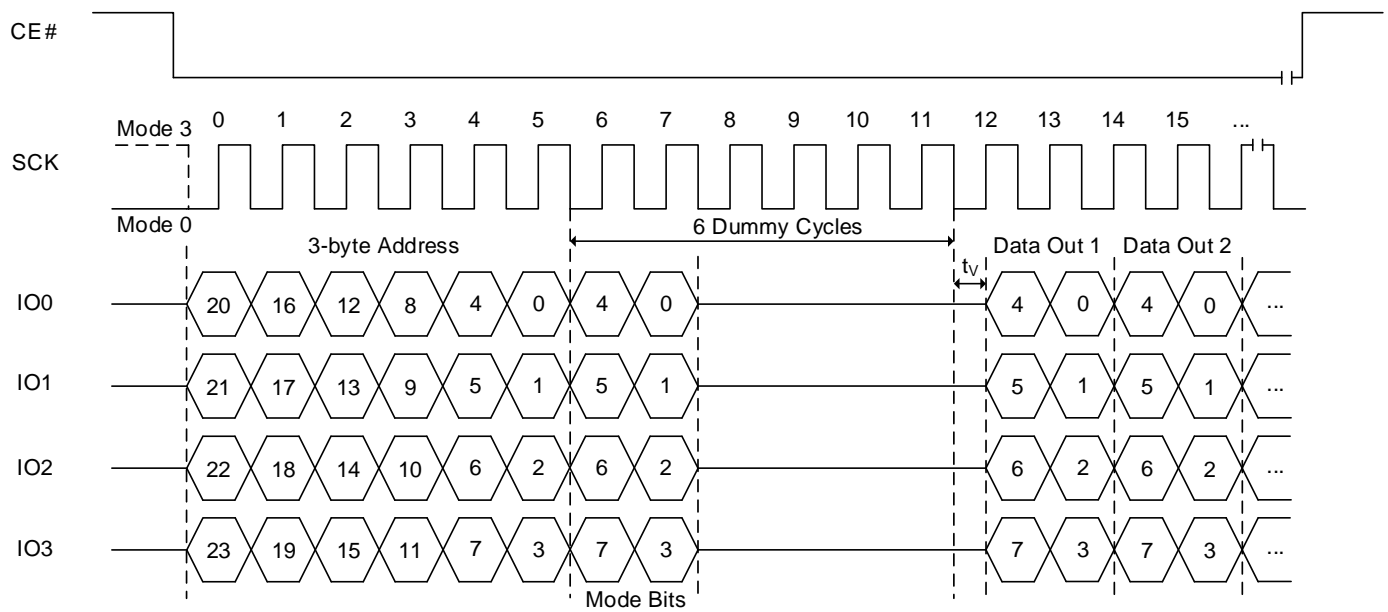 CE#
Mode 3 0 1 2 3 4 5 6 7 8 9 10 11 12 13 14 15 ...
SCK
Mode 0
6 Dummy Cycles
3-byte Address Data Out 1 Data Out 2
tV
IO0 20 16 12 8 4 0 4 0 4 0 4 0 ...
IO1 21 17 13 9 5 1 5 1 5 1 5 1 ...
IO2 22 18 14 10 6 2 6 2 6 2 6 2 ...
IO3 23 19 15 11 7 3 7 3 7 3 7 3 ...
Mode Bits